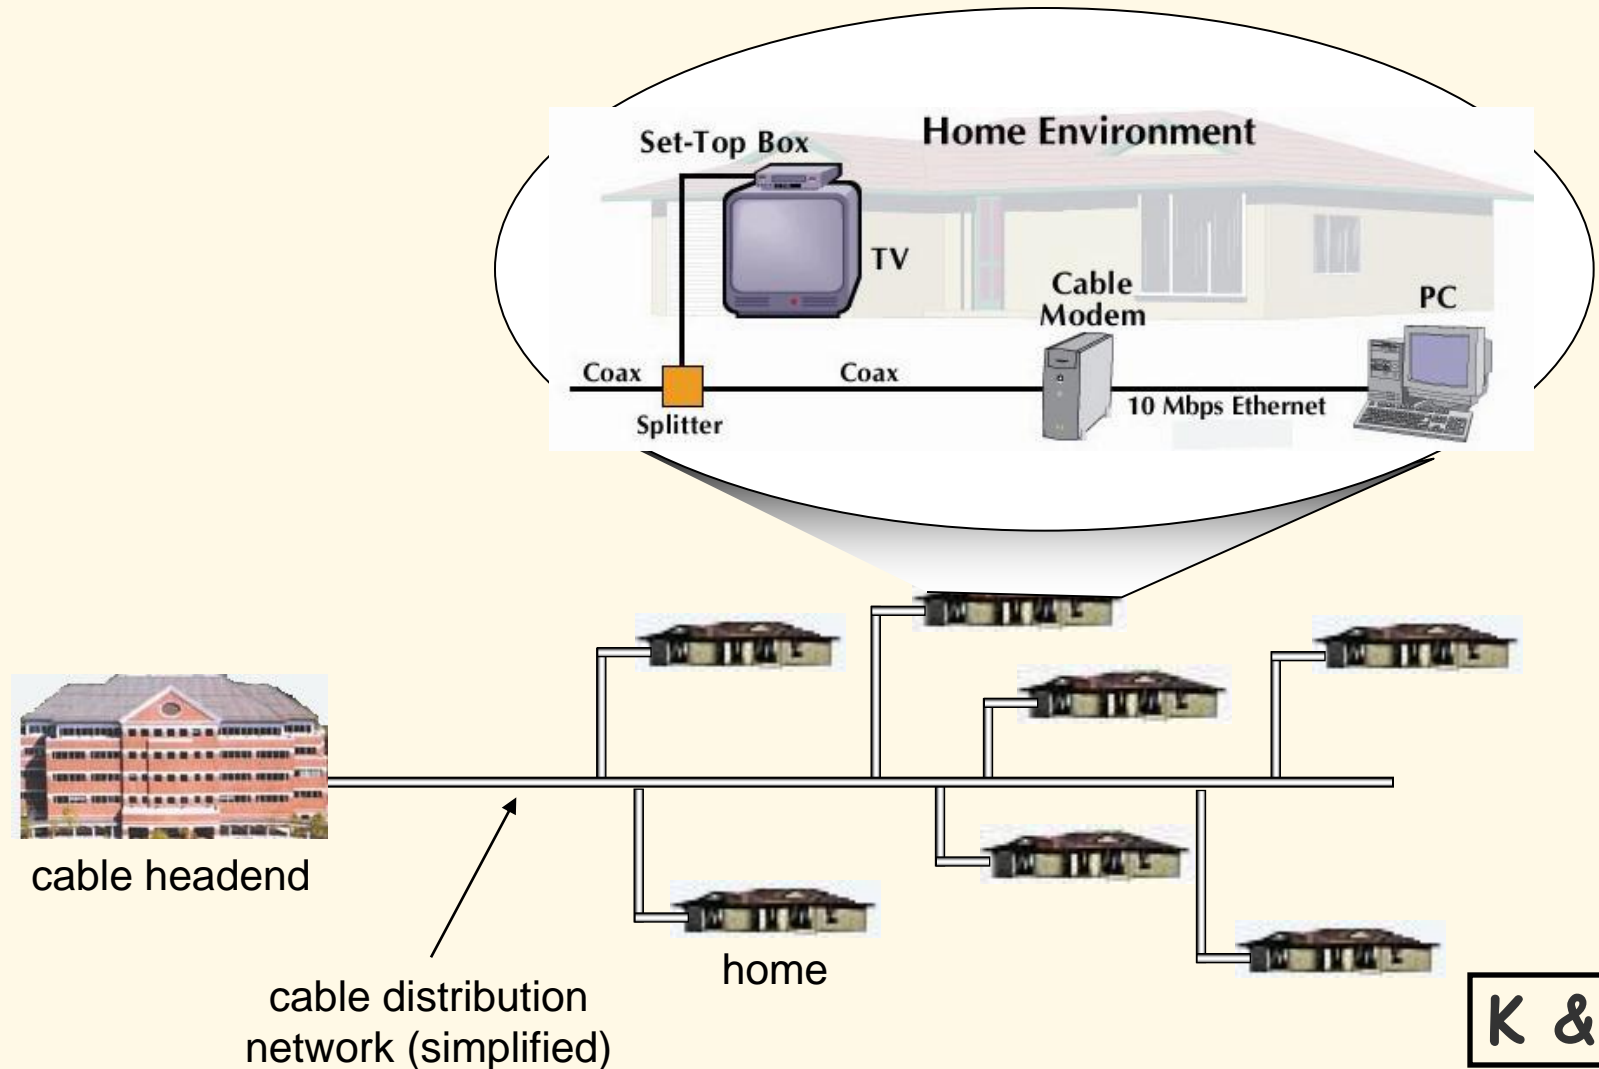 Home Environment
Set-Top Box
TV
Cable
Modem
PC
Coax
Coax
10 Mbps Ethernet
Splitter
cable headend
home
cable distribution
network (simplified)
K &